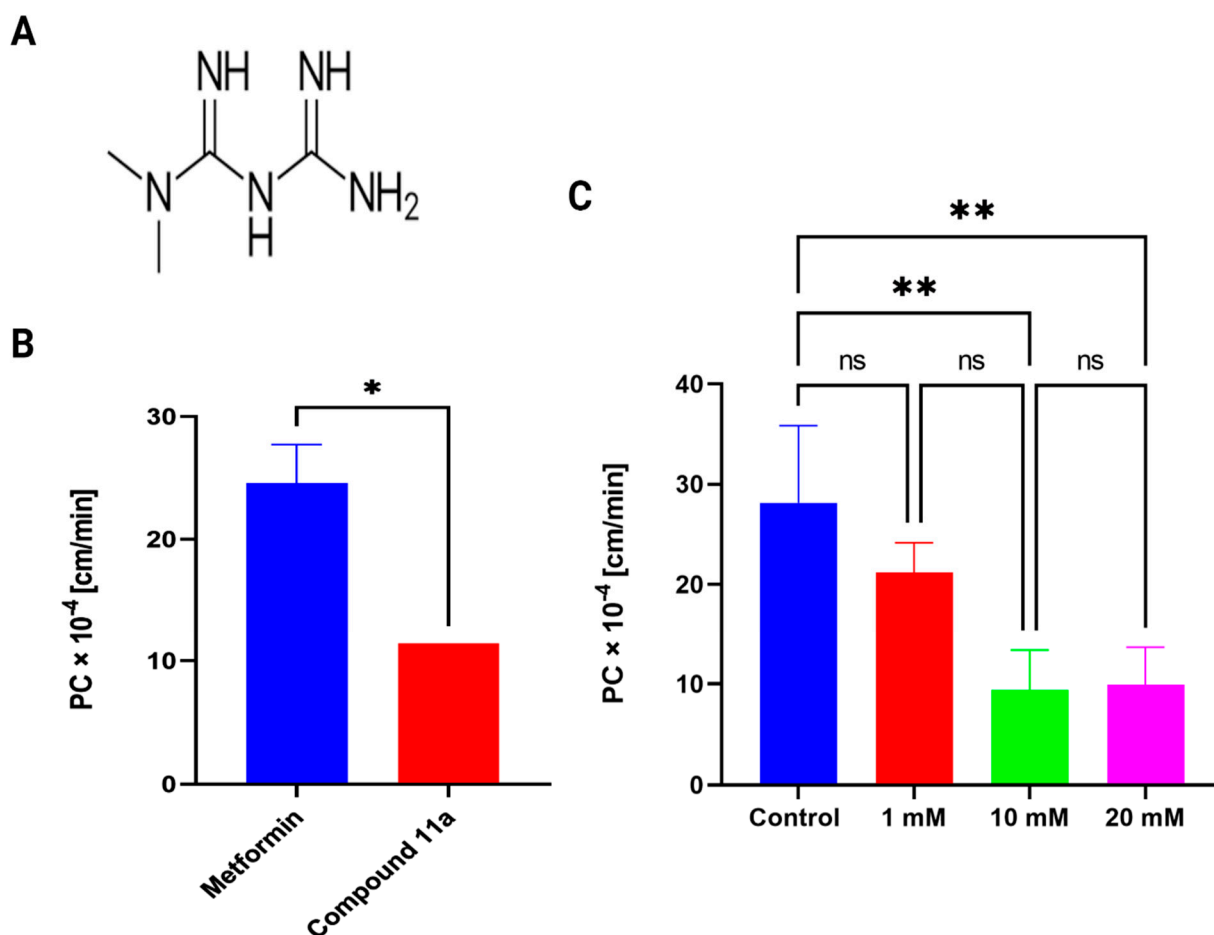 A
NH NH
N N NH₂
H
B
PC × 10⁻⁴ [cm/min]
30
20
10
0
*
Metformin
Compound 11a
C
**
**
ns ns ns
PC × 10⁻⁴ [cm/min]
40
30
20
10
0
Control 1 mM 10 mM 20 mM